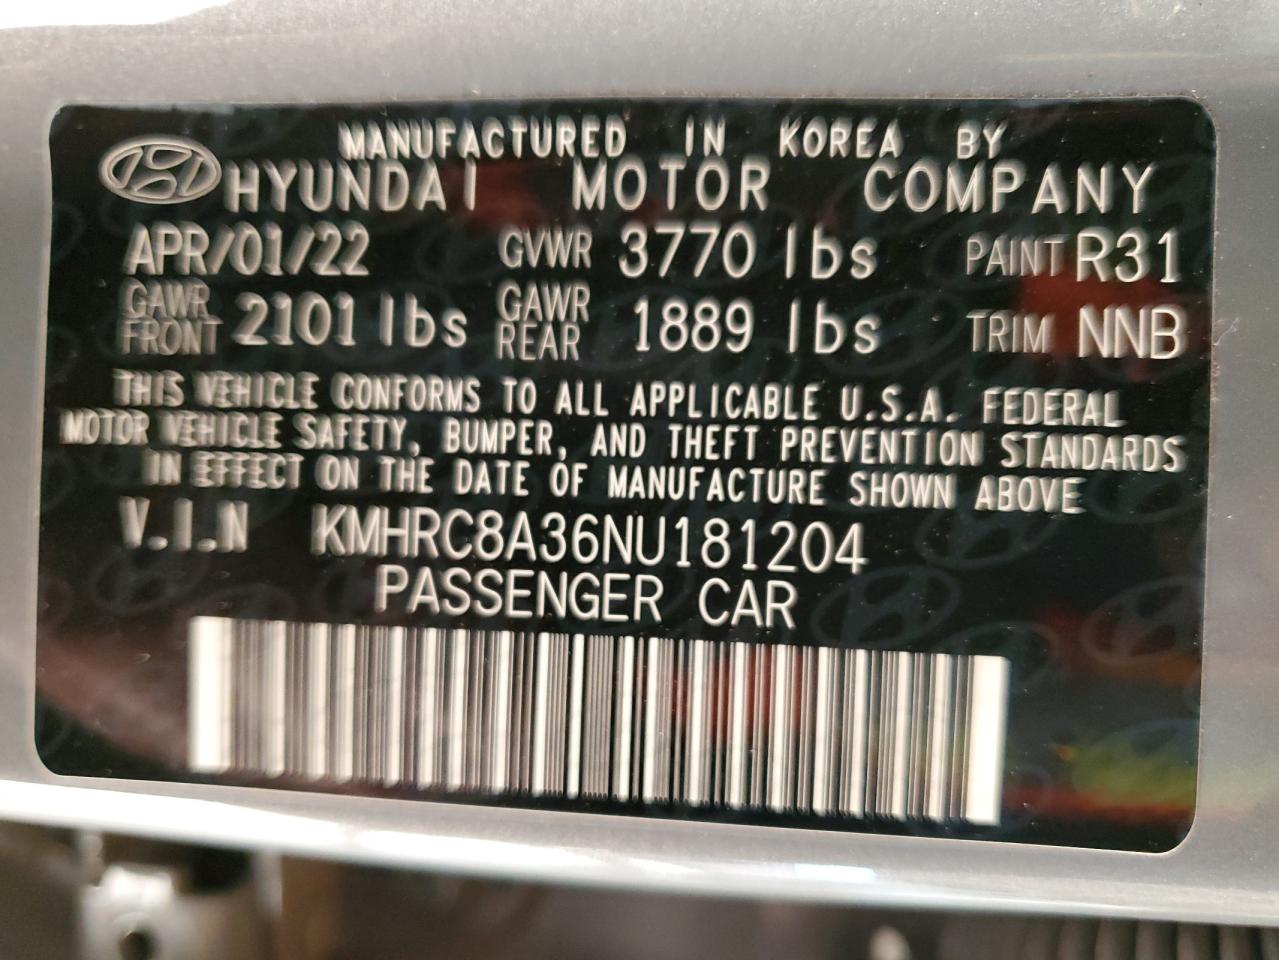 MANUFACTURED IN KOREA BY
HYUNDAI MOTOR COMPANY
APR/01/22 GVWR 3770 lbs PAINT R31
GAWR FRONT 2101 lbs GAWR REAR 1889 lbs TRIM NNB
THIS VEHICLE CONFORMS TO ALL APPLICABLE U.S.A. FEDERAL
MOTOR VEHICLE SAFETY, BUMPER, AND THEFT PREVENTION STANDARDS
IN EFFECT ON THE DATE OF MANUFACTURE SHOWN ABOVE
V.I.N KMHRC8A36NU181204
PASSENGER CAR